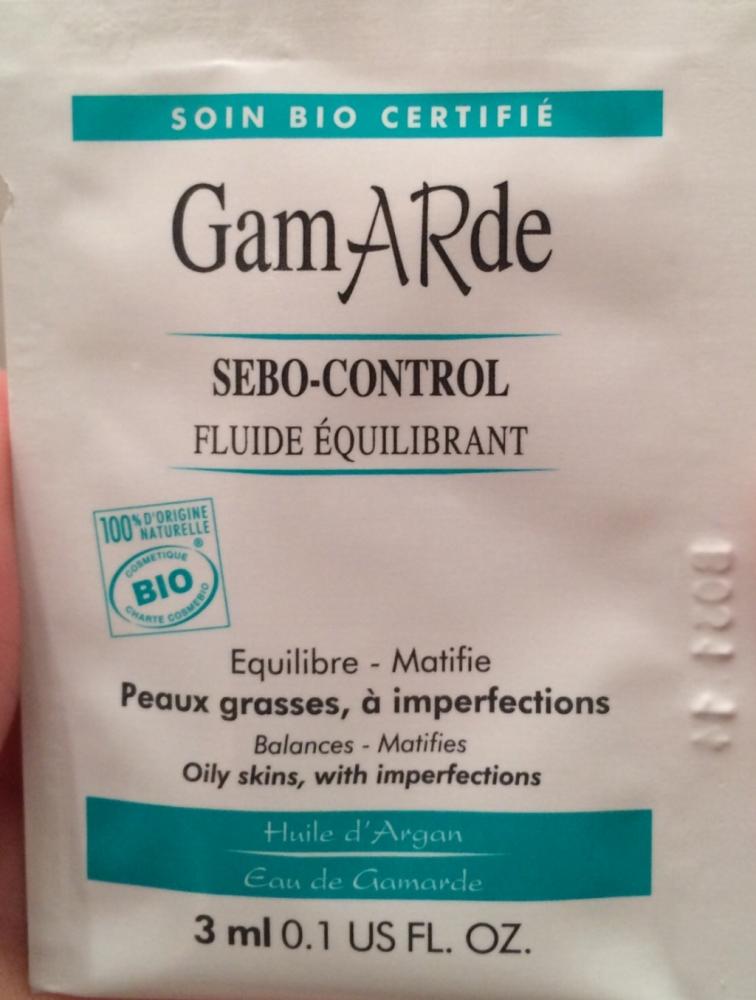 SOIN BIO CERTIFIÉ
GamARde
SEBO-CONTROL
FLUIDE ÉQUILIBRANT
100% D'ORIGINE
NATURELLE
®
COSMETIQUE
BIO
CHARTE COSMEBIO
Equilibre - Matifie
Peaux grasses, à imperfections
Balances - Matifies
Oily skins, with imperfections
Huile d'Argan
Eau de Gamarde
3 ml 0.1 US FL. OZ.